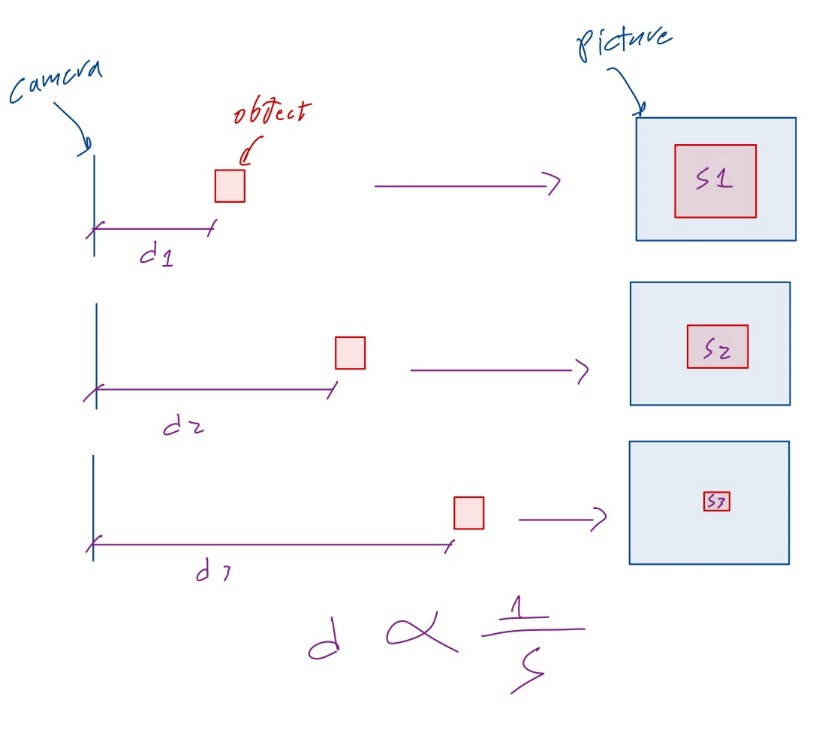 Picture
Camera
object
S1
d1
S2
d2
S3
d3
d ∝ 1/S